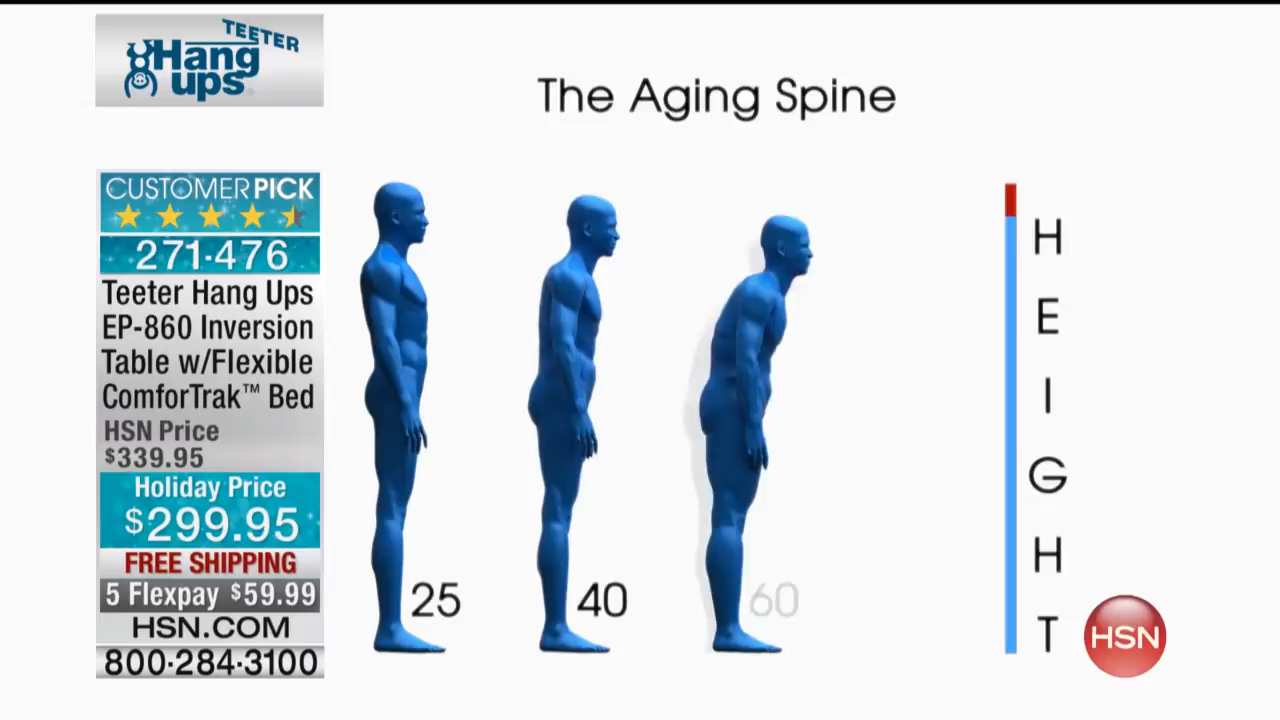 TEETER
Hang
ups
The Aging Spine
CUSTOMER PICK
271·476
Teeter Hang Ups
EP-860 Inversion
Table w/Flexible
ComforTrak™ Bed
HSN Price
$339.95
Holiday Price
$299.95
FREE SHIPPING
5 Flexpay $59.99
HSN.COM
800·284·3100
25
40
60
H
E
I
G
H
T
HSN